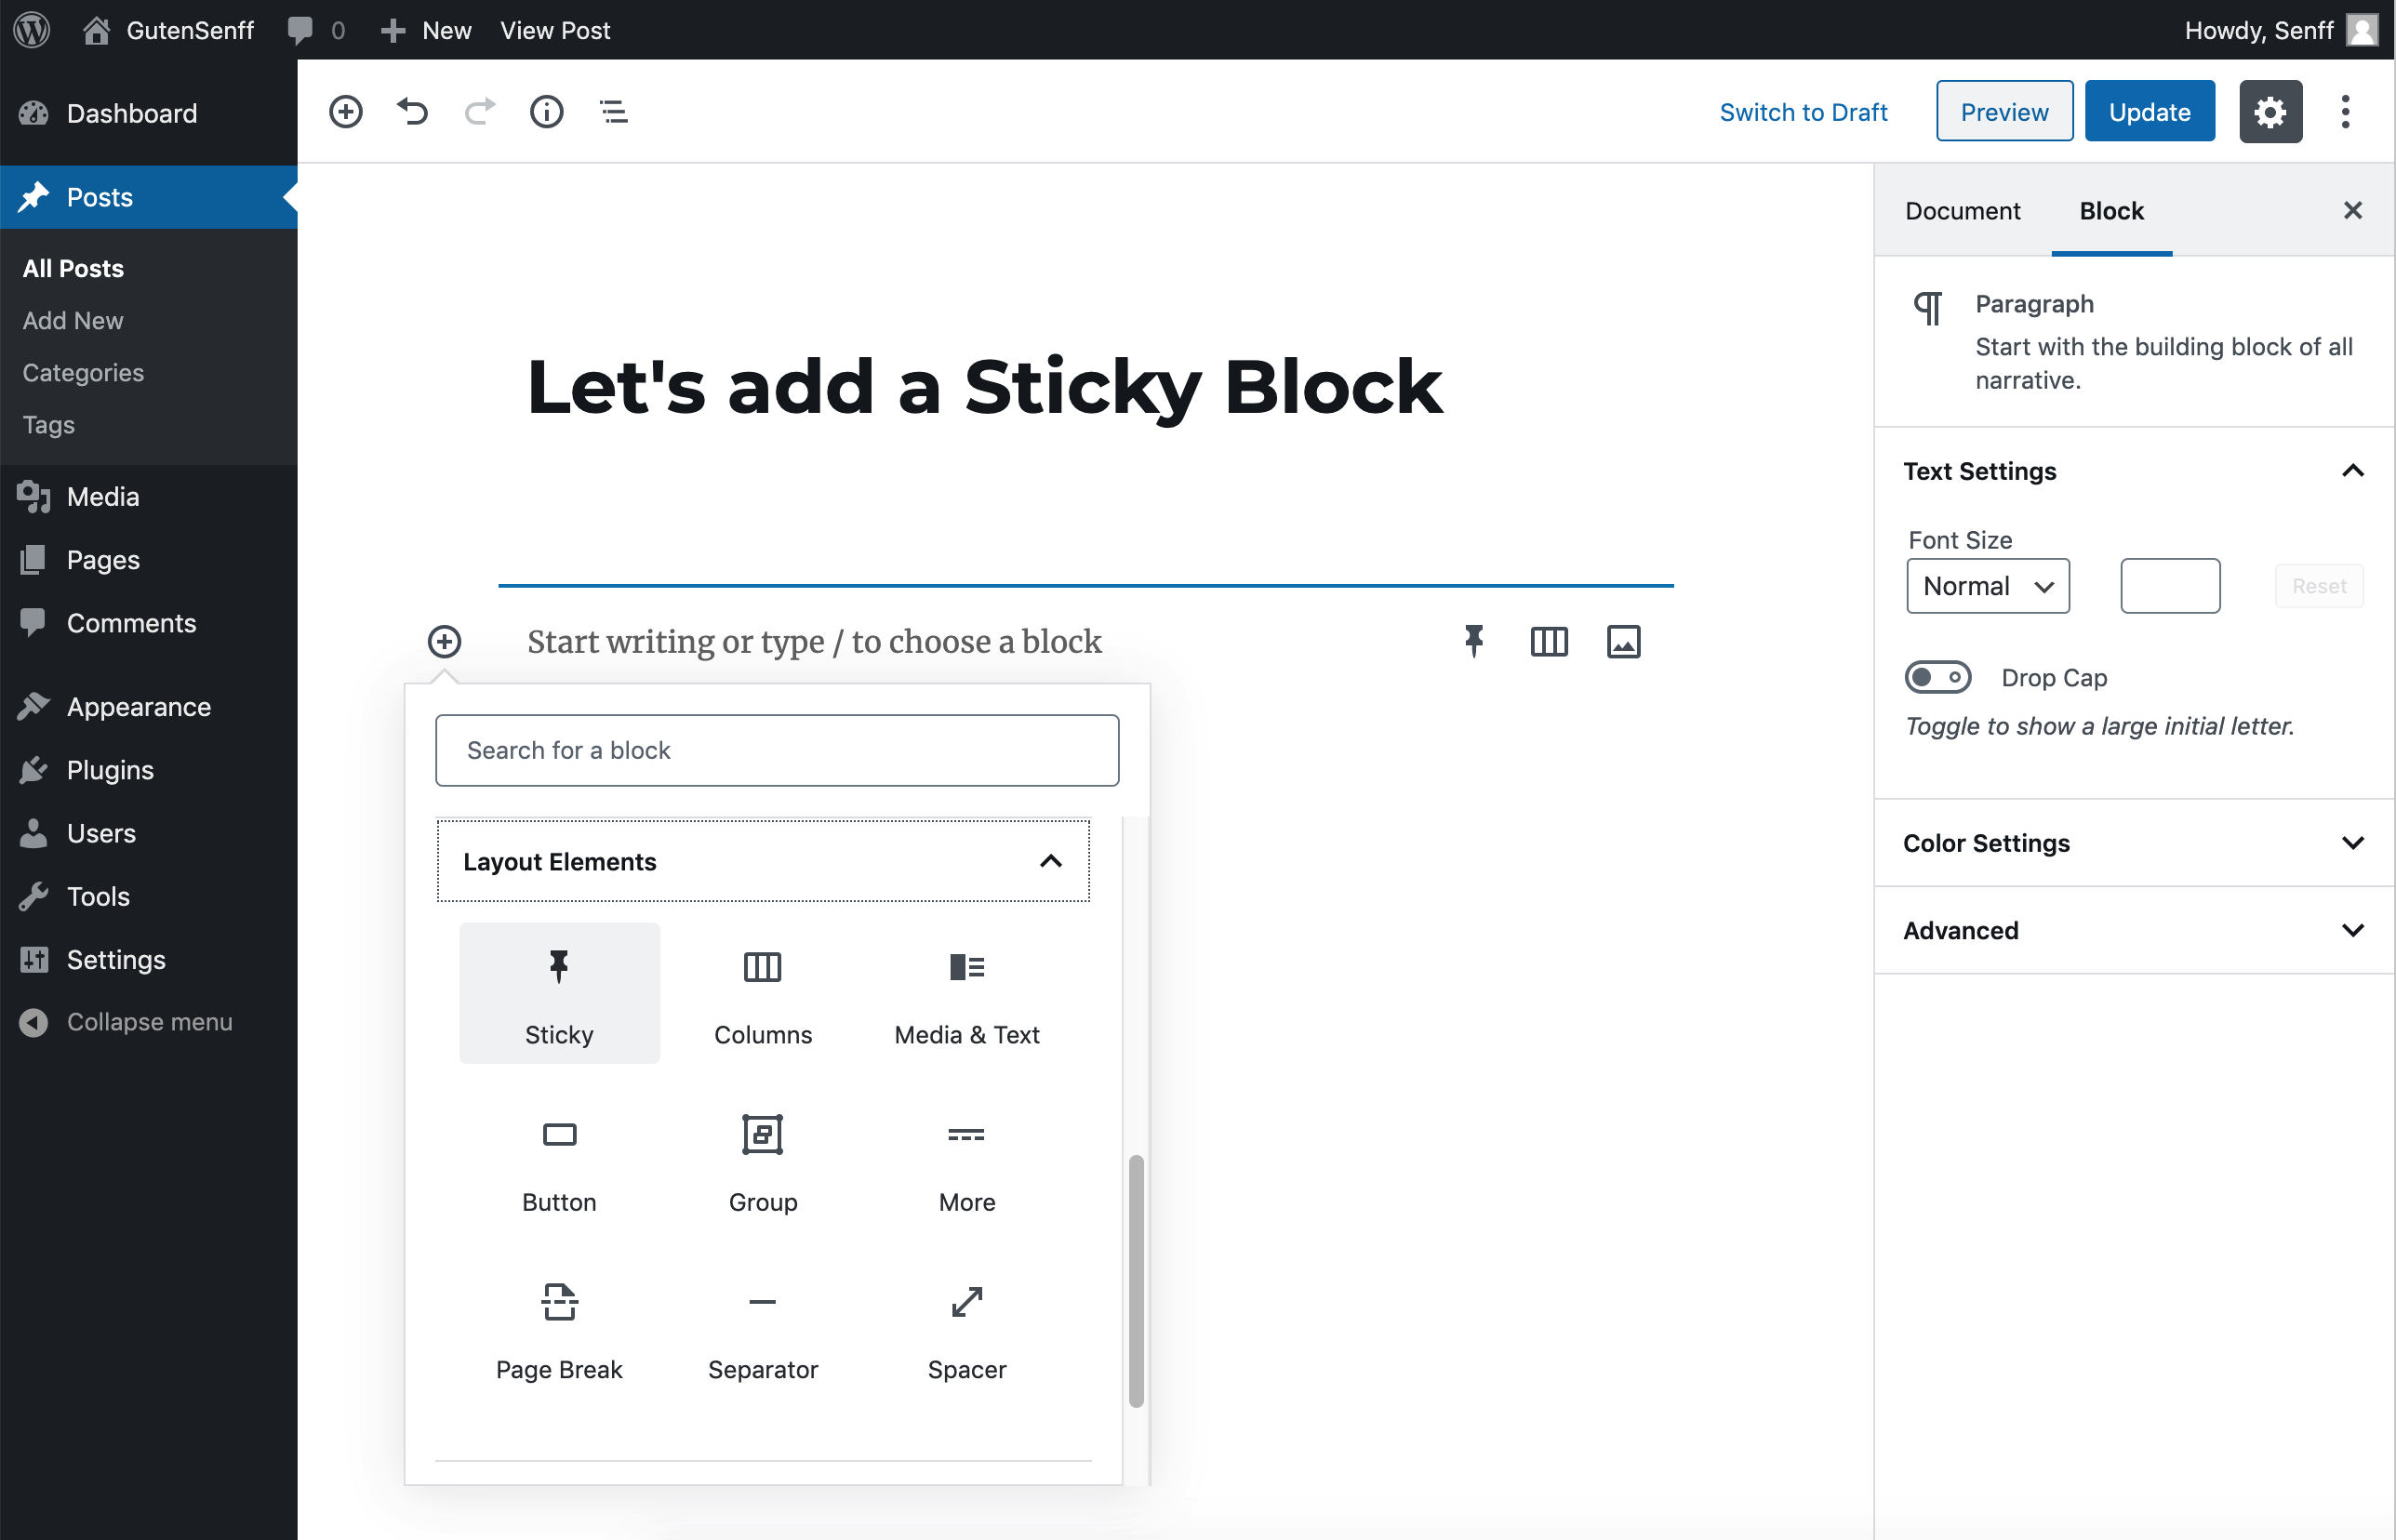 GutenSenff 0 New View Post Howdy, Senff
Dashboard
Posts
All Posts
Add New
Categories
Tags
Media
Pages
Comments
Appearance
Plugins
Users
Tools
Settings
Collapse menu
Switch to Draft Preview Update
Let's add a Sticky Block
Start writing or type / to choose a block
Search for a block
Layout Elements
Sticky Columns Media & Text
Button Group More
Page Break Separator Spacer
Document Block
Paragraph
Start with the building block of all
narrative.
Text Settings
Font Size
Normal Reset
Drop Cap
Toggle to show a large initial letter.
Color Settings
Advanced